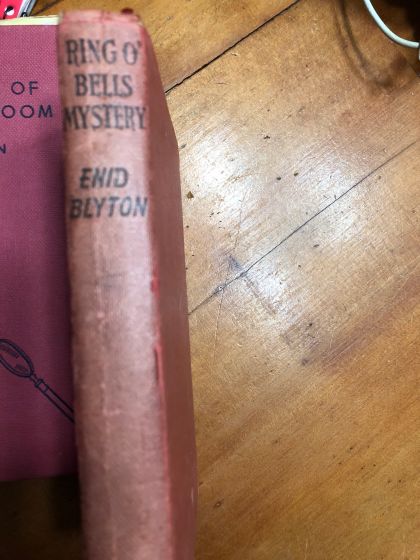 RING O'
BELLS
MYSTERY
ENID
BLYTON
OF
OOM
N